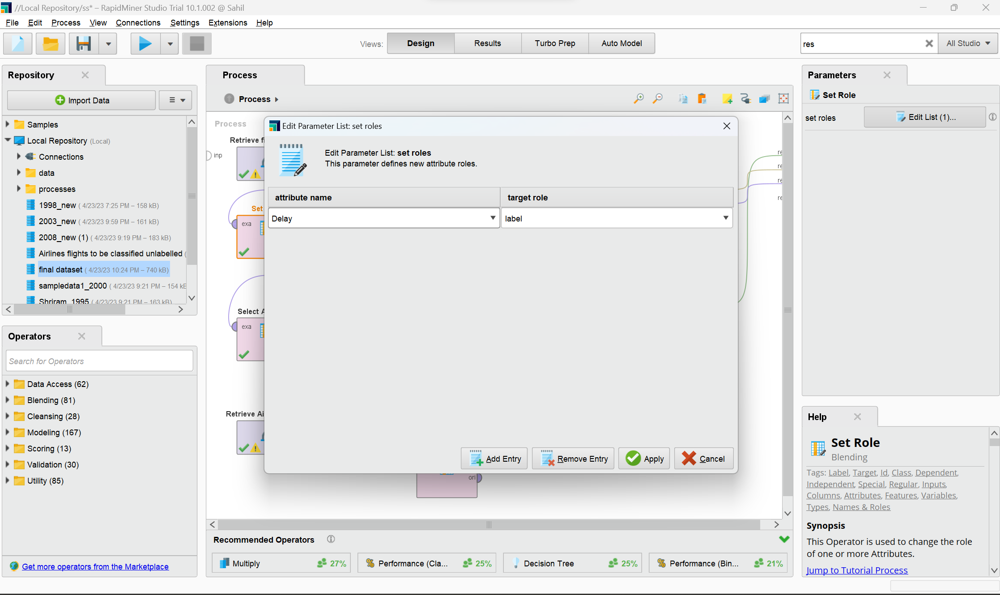 //Local Repository/ss* – RapidMiner Studio Trial 10.1.002 @ Sahil
File Edit Process View Connections Settings Extensions Help
Views: Design Results Turbo Prep Auto Model
res
All Studio
Repository
Import Data
Samples
Local Repository (Local)
Connections
data
processes
1998_new ( 4/23/23 7:25 PM – 158 kB)
2003_new ( 4/23/23 9:59 PM – 161 kB)
2008_new (1) ( 4/23/23 9:19 PM – 183 kB)
Airlines flights to be classified unlabelled (
final dataset ( 4/23/23 10:24 PM – 740 kB)
sampledata1_2000 ( 4/23/23 9:21 PM – 154 kB
Shriram_1995 ( 4/23/23 9:21 PM – 163 kB)
Operators
Search for Operators
Data Access (62)
Blending (81)
Cleansing (28)
Modeling (167)
Scoring (13)
Validation (30)
Utility (85)
Get more operators from the Marketplace
Process
Process
Process
inp
Retrieve fi
Set
exa
Select A
exa
Retrieve Ai
ori
re
re
re
re
Edit Parameter List: set roles
Edit Parameter List: set roles
This parameter defines new attribute roles.
attribute name target role
Delay label
Add Entry Remove Entry Apply Cancel
Recommended Operators
Multiply 27%
Performance (Cla... 25%
Decision Tree 25%
Performance (Bin... 21%
Parameters
Set Role
set roles Edit List (1)...
Help
Set Role
Blending
Tags: Label, Target, Id, Class, Dependent,
Independent, Special, Regular, Inputs,
Columns, Attributes, Features, Variables,
Types, Names & Roles
Synopsis
This Operator is used to change the role
of one or more Attributes.
Jump to Tutorial Process